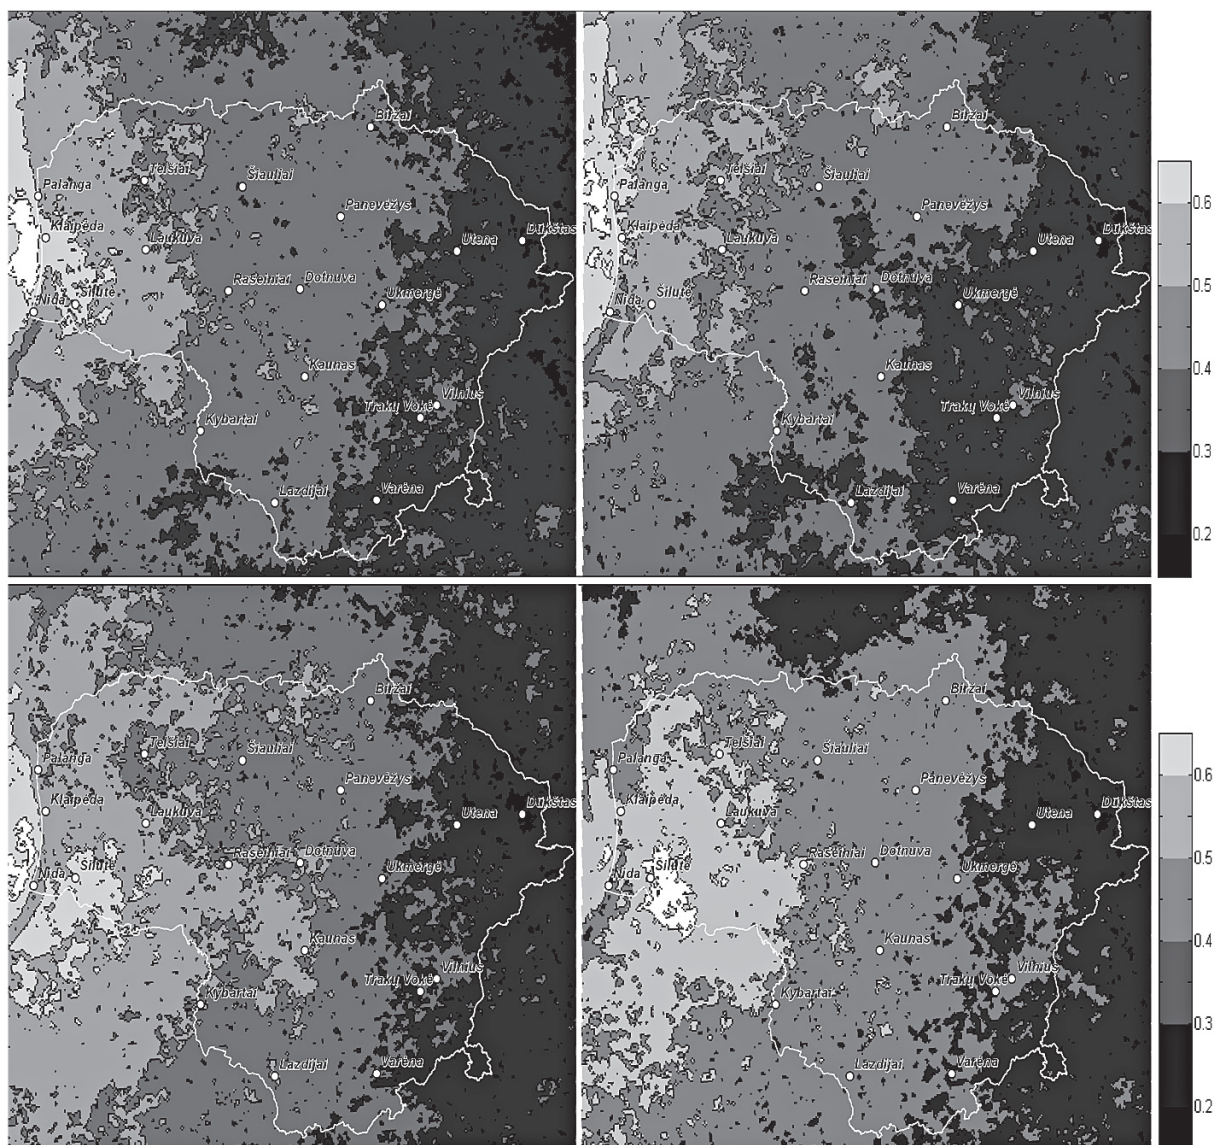 Biržai
Biržai
Telšiai
Šiauliai
Palanga
Panevėžys
Klaipėda
Laukuva
Utena
Dūkštas
Nida
Šilutė
Raseiniai
Dotnuva
Ukmergė
Kaunas
Vilnius
Trakų Vokė
Kybartai
Lazdijai
Varėna
Telšiai
Šiauliai
Palanga
Panevėžys
Klaipėda
Laukuva
Utena
Dūkštas
Nida
Šilutė
Raseiniai
Dotnuva
Ukmergė
Kaunas
Vilnius
Trakų Vokė
Kybartai
Lazdijai
Varėna
0.6
0.5
0.4
0.3
0.2
Biržai
Telšiai
Šiauliai
Palanga
Panevėžys
Klaipėda
Laukuva
Utena
Dūkštas
Raseiniai
Dotnuva
Nida
Šilutė
Ukmergė
Kaunas
Vilnius
Trakų Vokė
Kybartai
Lazdijai
Varėna
Biržai
Telšiai
Šiauliai
Palanga
Panevėžys
Klaipėda
Laukuva
Utena
Dūkštas
Raseiniai
Dotnuva
Nida
Šilutė
Ukmergė
Kaunas
Vilnius
Trakų Vokė
Kybartai
Lazdijai
Varėna
0.6
0.5
0.4
0.3
0.2